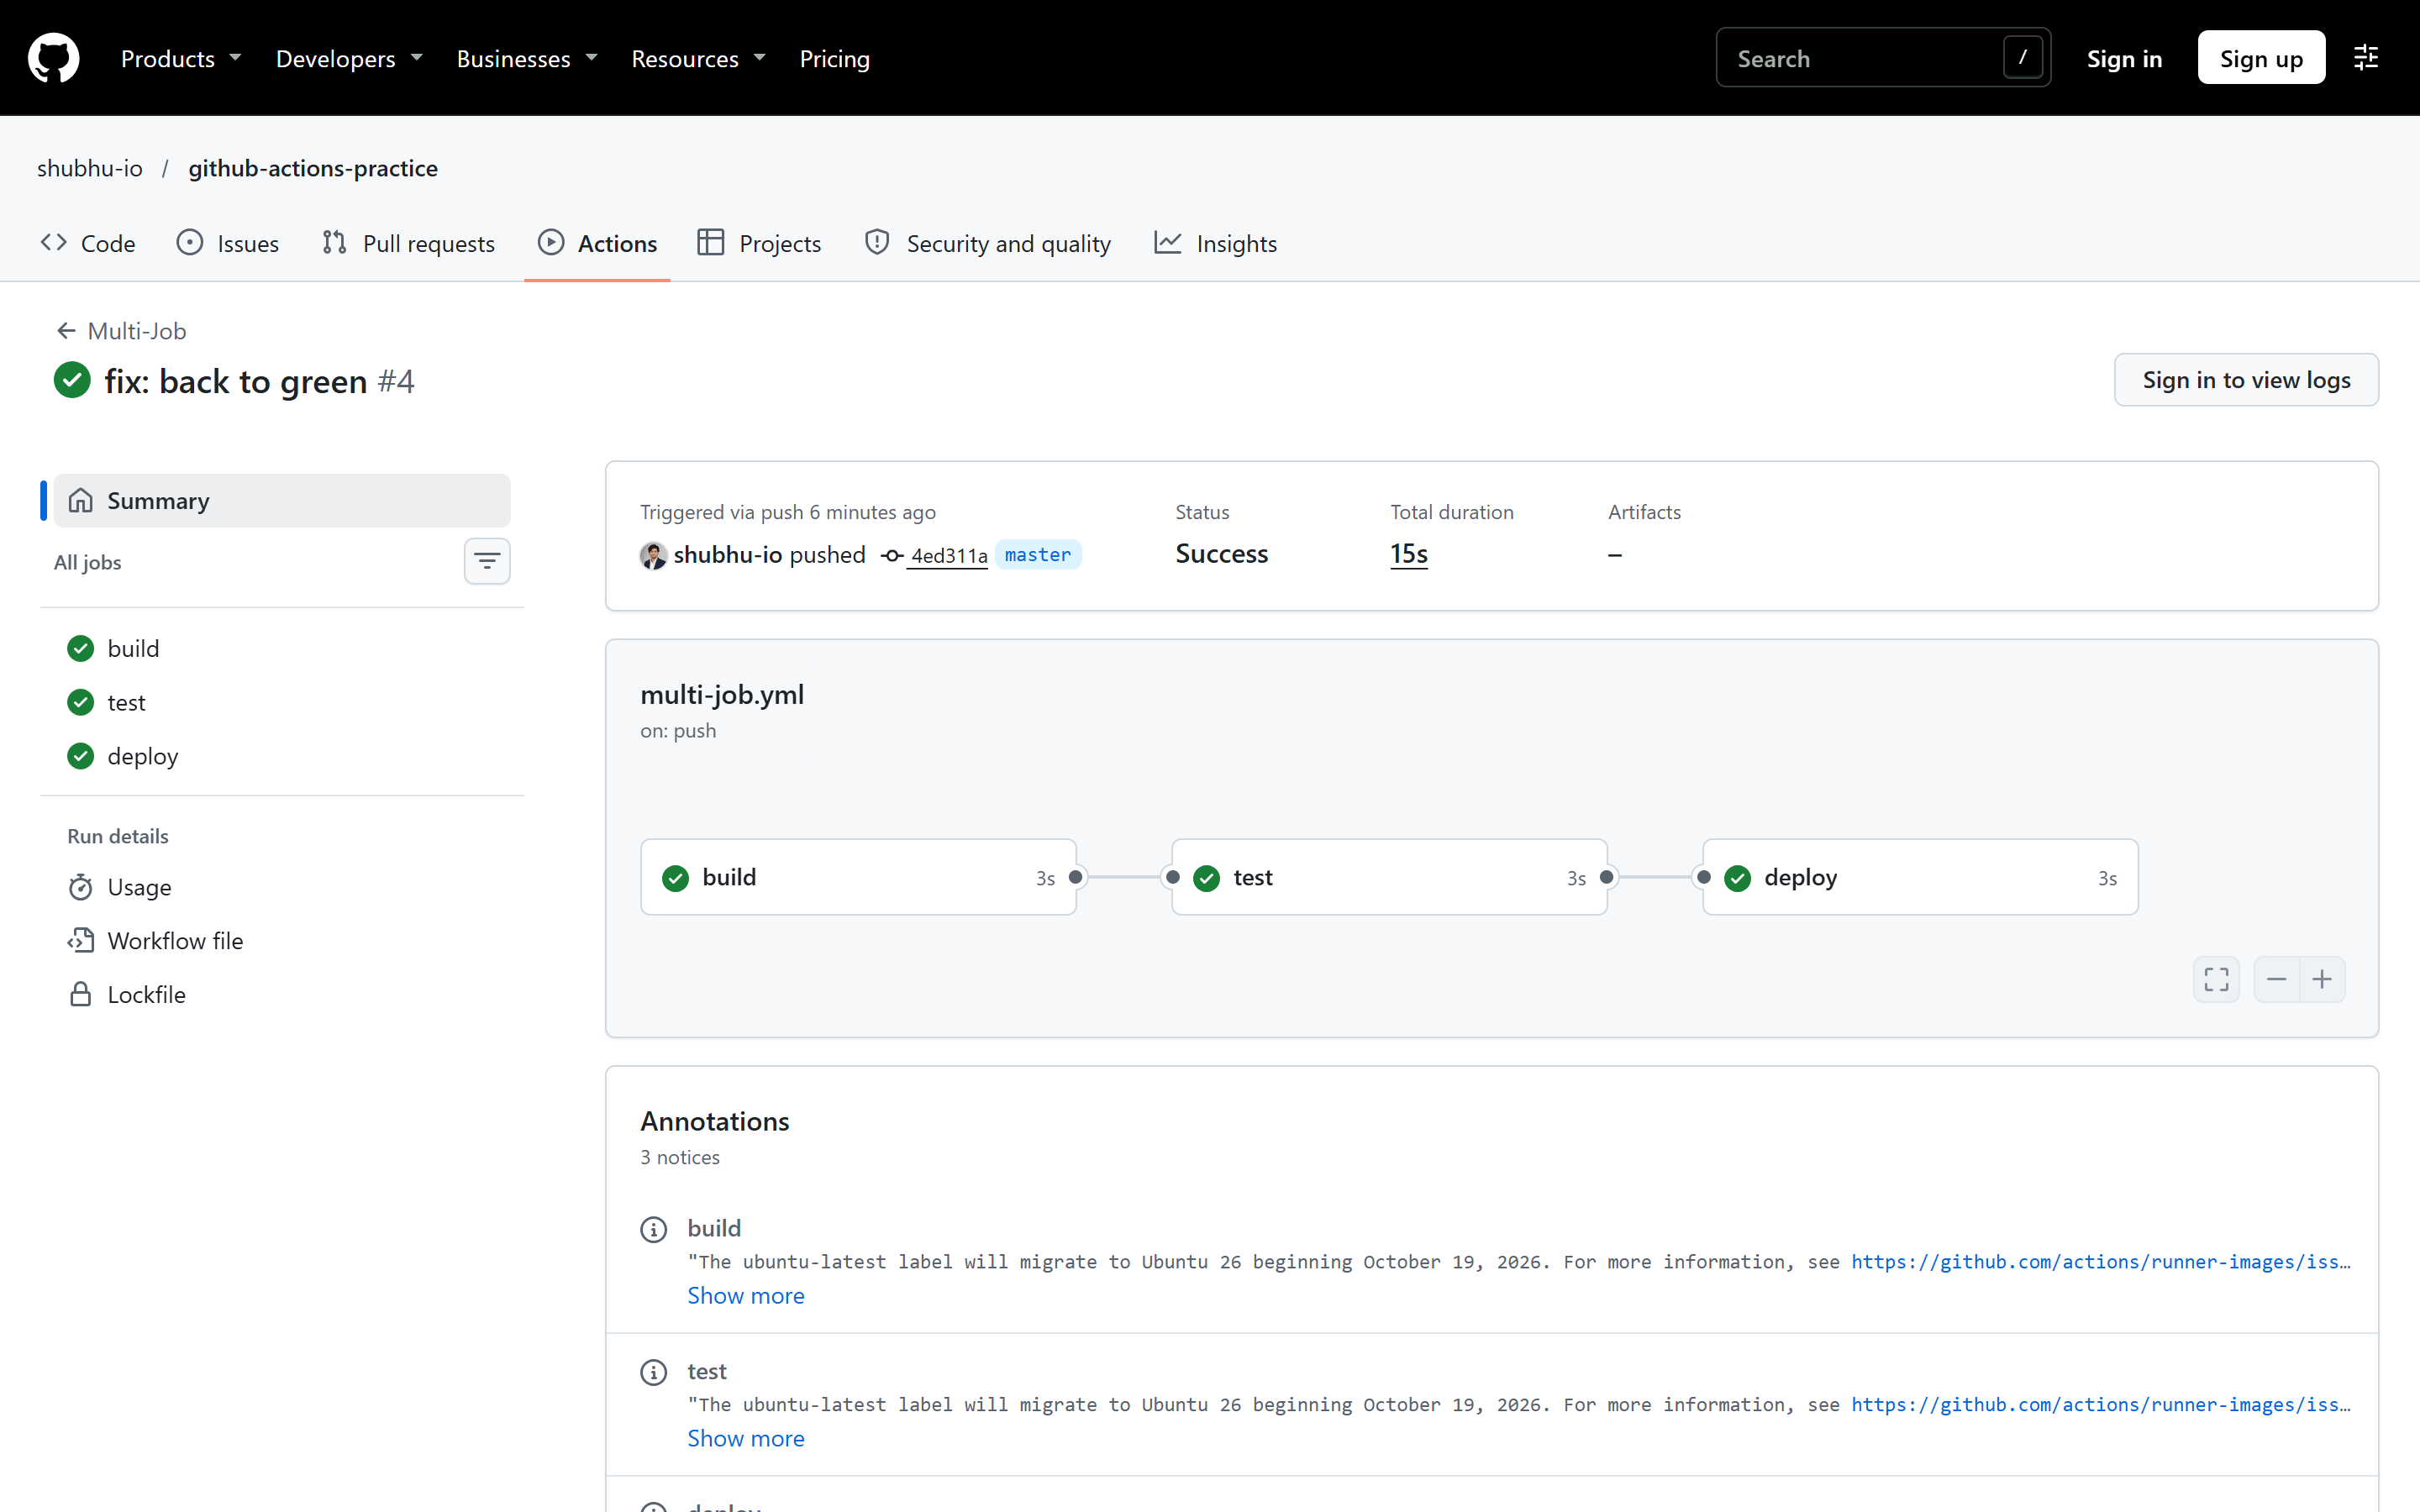 Products Developers Businesses Resources Pricing Search / Sign in Sign up
shubhu-io / github-actions-practice
Code Issues Pull requests Actions Projects Security and quality Insights
Multi-Job
fix: back to green #4
Sign in to view logs
Summary
All jobs
build
test
deploy
Run details
Usage
Workflow file
Lockfile
Triggered via push 6 minutes ago
shubhu-io pushed 4ed311a master
Status
Success
Total duration
15s
Artifacts
–
multi-job.yml
on: push
build 3s
test 3s
deploy 3s
Annotations
3 notices
build
"The ubuntu-latest label will migrate to Ubuntu 26 beginning October 19, 2026. For more information, see https://github.com/actions/runner-images/iss…
Show more
test
"The ubuntu-latest label will migrate to Ubuntu 26 beginning October 19, 2026. For more information, see https://github.com/actions/runner-images/iss…
Show more
deploy